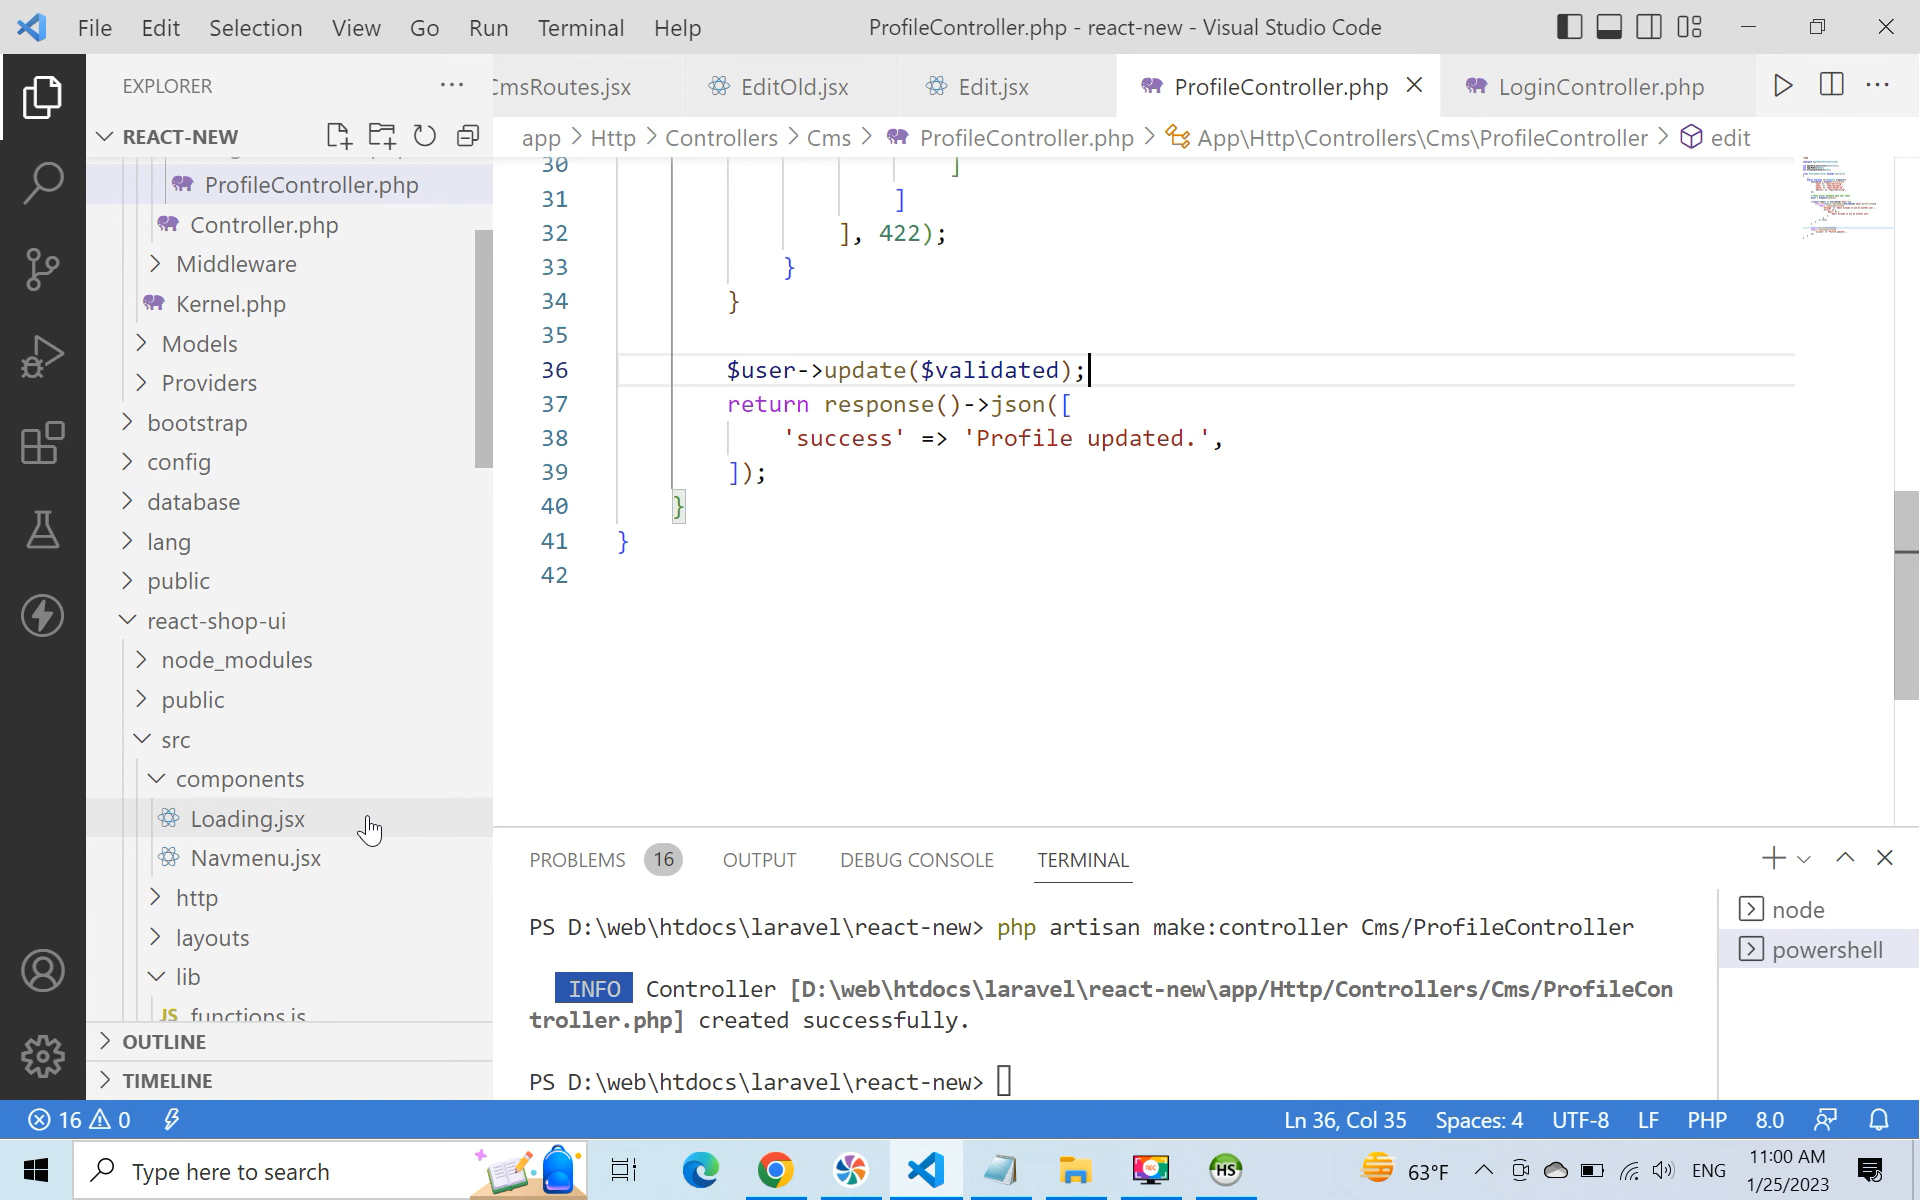 File Edit Selection View Go Run Terminal Help
ProfileController.php - react-new - Visual Studio Code
EXPLORER
CmsRoutes.jsx
EditOld.jsx
Edit.jsx
ProfileController.php
LoginController.php
REACT-NEW
app > Http > Controllers > Cms > ProfileController.php > App\Http\Controllers\Cms\ProfileController > edit
ProfileController.php
Controller.php
Middleware
Kernel.php
Models
Providers
bootstrap
config
database
lang
public
react-shop-ui
node_modules
public
src
components
Loading.jsx
Navmenu.jsx
http
layouts
lib
JS functions.js
OUTLINE
TIMELINE
30 ]
31 ]
32 ], 422);
33 }
34 }
35
36 $user->update($validated);
37 return response()->json([
38 'success' => 'Profile updated.',
39 ]);
40 }
41 }
42
PROBLEMS 16 OUTPUT DEBUG CONSOLE TERMINAL
PS D:\web\htdocs\laravel\react-new> php artisan make:controller Cms/ProfileController
INFO Controller [D:\web\htdocs\laravel\react-new\app/Http/Controllers/Cms/ProfileCon
troller.php] created successfully.
PS D:\web\htdocs\laravel\react-new>
node
powershell
16 0
Ln 36, Col 35 Spaces: 4 UTF-8 LF PHP 8.0
Type here to search
REC
HS
63°F
ENG
11:00 AM
1/25/2023